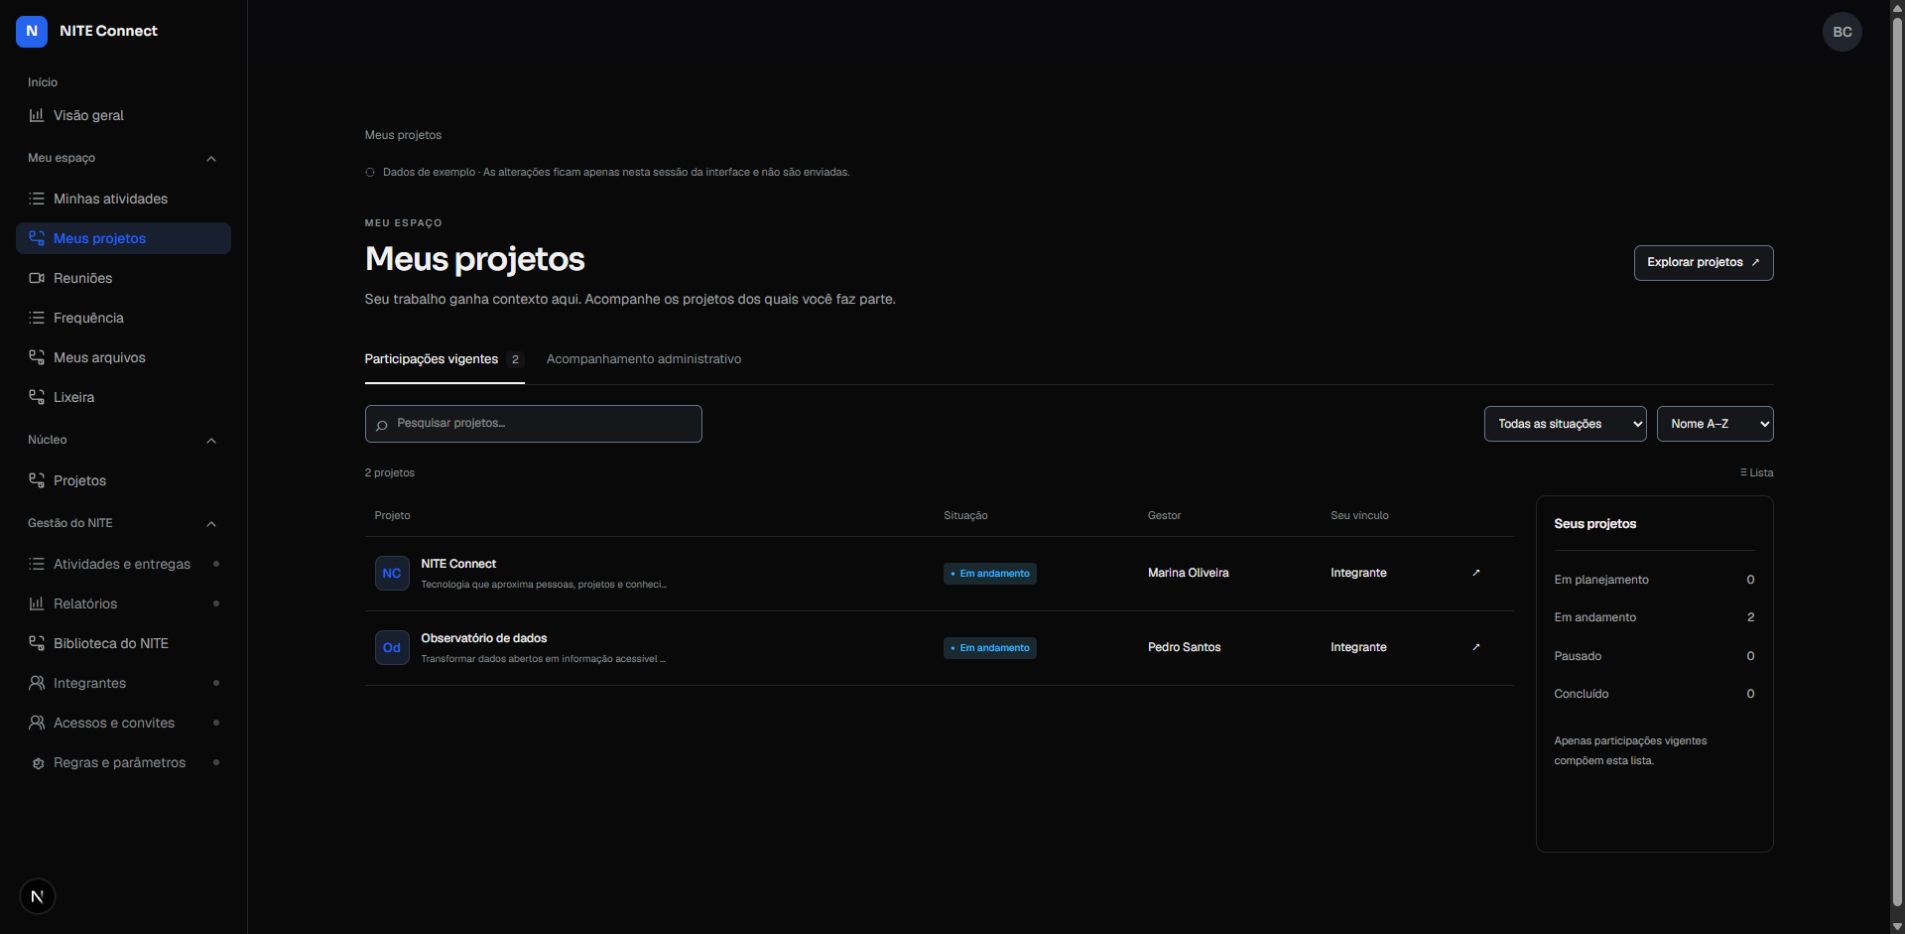 N NITE Connect
BC
Início
Visão geral
Meu espaço
Minhas atividades
Meus projetos
Reuniões
Frequência
Meus arquivos
Lixeira
Núcleo
Projetos
Gestão do NITE
Atividades e entregas
Relatórios
Biblioteca do NITE
Integrantes
Acessos e convites
Regras e parâmetros
N
Meus projetos
Dados de exemplo · As alterações ficam apenas nesta sessão da interface e não são enviadas.
MEU ESPAÇO
Meus projetos
Explorar projetos ↗
Seu trabalho ganha contexto aqui. Acompanhe os projetos dos quais você faz parte.
Participações vigentes 2 Acompanhamento administrativo
Pesquisar projetos...
Todas as situações Nome A–Z
2 projetos
Lista
Projeto Situação Gestor Seu vínculo
NC NITE Connect
Tecnologia que aproxima pessoas, projetos e conheci...
• Em andamento Marina Oliveira Integrante ↗
Od Observatório de dados
Transformar dados abertos em informação acessível ...
• Em andamento Pedro Santos Integrante ↗
Seus projetos
Em planejamento 0
Em andamento 2
Pausado 0
Concluído 0
Apenas participações vigentes
compõem esta lista.